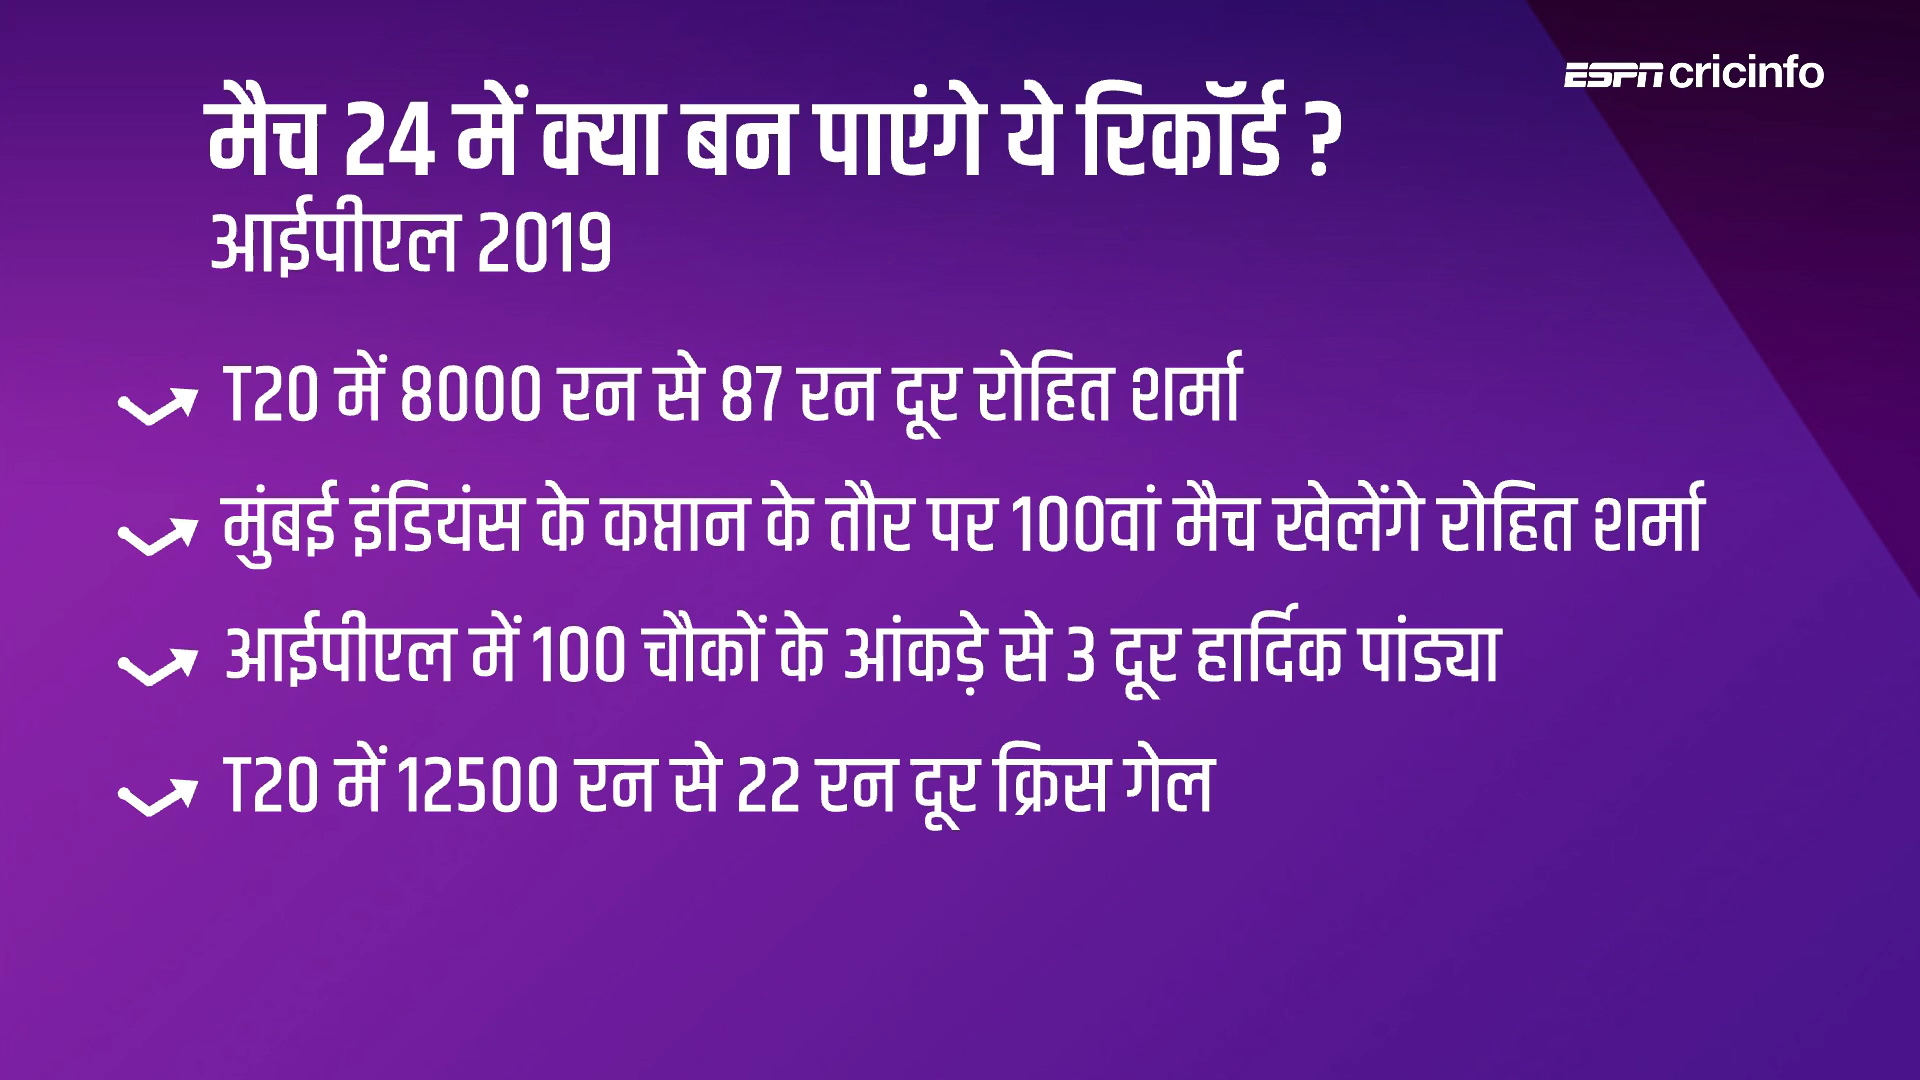 ESPN cricinfo
मैच 24 में क्या बन पाएंगे ये रिकॉर्ड ?
आईपीएल 2019
T20 में 8000 रन से 87 रन दूर रोहित शर्मा
मुंबई इंडियंस के कप्तान के तौर पर 100वां मैच खेलेंगे रोहित शर्मा
आईपीएल में 100 चौकों के आंकड़े से 3 दूर हार्दिक पांड्या
T20 में 12500 रन से 22 रन दूर क्रिस गेल